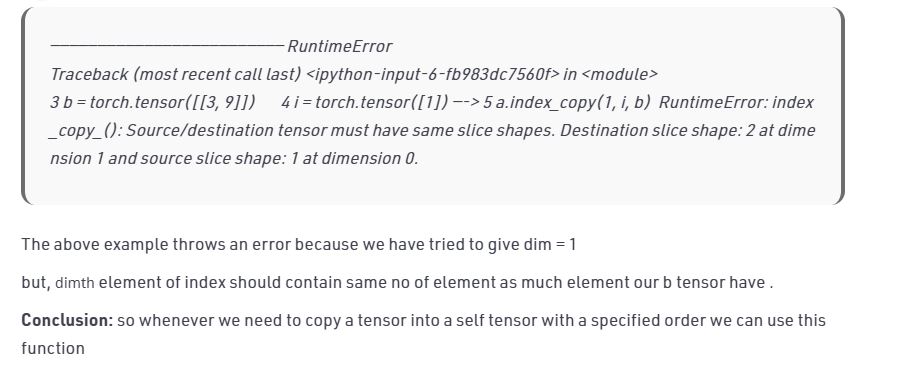 ————————————————————————— RuntimeError
Traceback (most recent call last) <ipython-input-6-fb983dc7560f> in <module>
3 b = torch.tensor([[3, 9]]) 4 i = torch.tensor([1]) —-> 5 a.index_copy(1, i, b) RuntimeError: index
_copy_(): Source/destination tensor must have same slice shapes. Destination slice shape: 2 at dime
nsion 1 and source slice shape: 1 at dimension 0.
The above example throws an error because we have tried to give dim = 1
but, dimth element of index should contain same no of element as much element our b tensor have .
Conclusion: so whenever we need to copy a tensor into a self tensor with a specified order we can use this
function